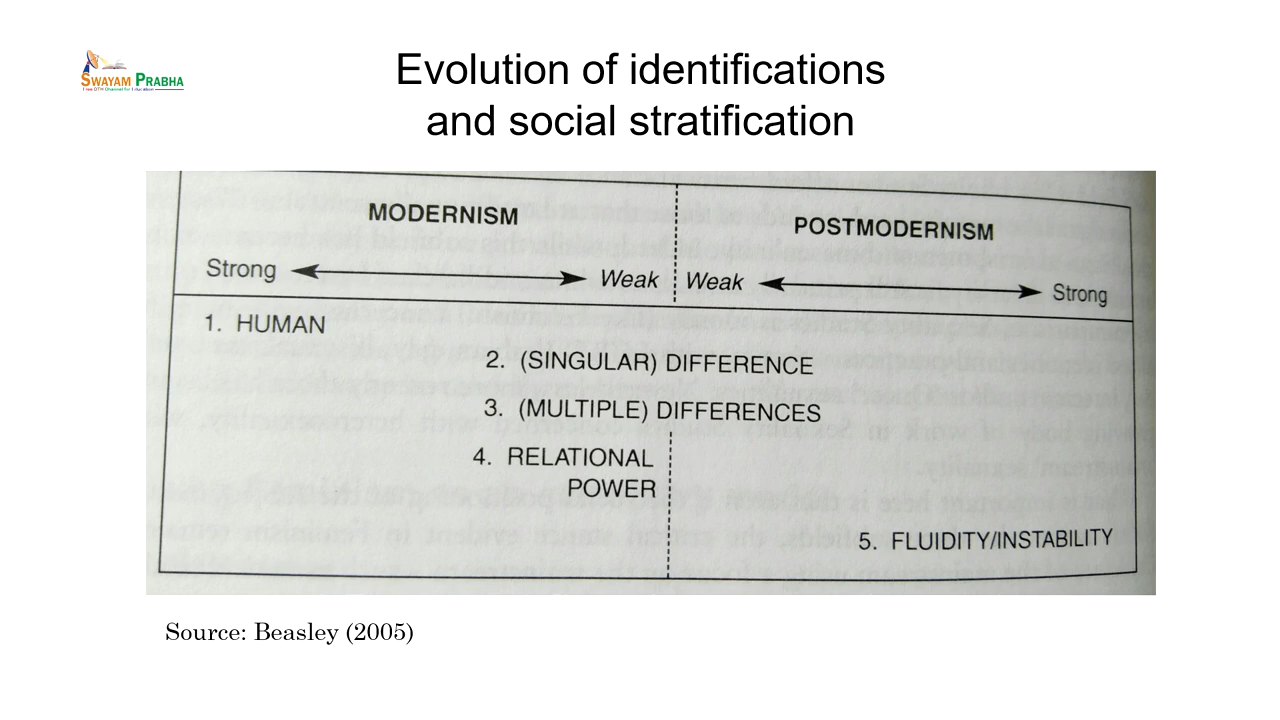 Evolution of identifications
and social stratification
SWAYAM PRABHA
MODERNISM
POSTMODERNISM
Strong
Weak
Weak
Strong
1. HUMAN
2. (SINGULAR) DIFFERENCE
3. (MULTIPLE) DIFFERENCES
4. RELATIONAL
POWER
5. FLUIDITY/INSTABILITY
Source: Beasley (2005)